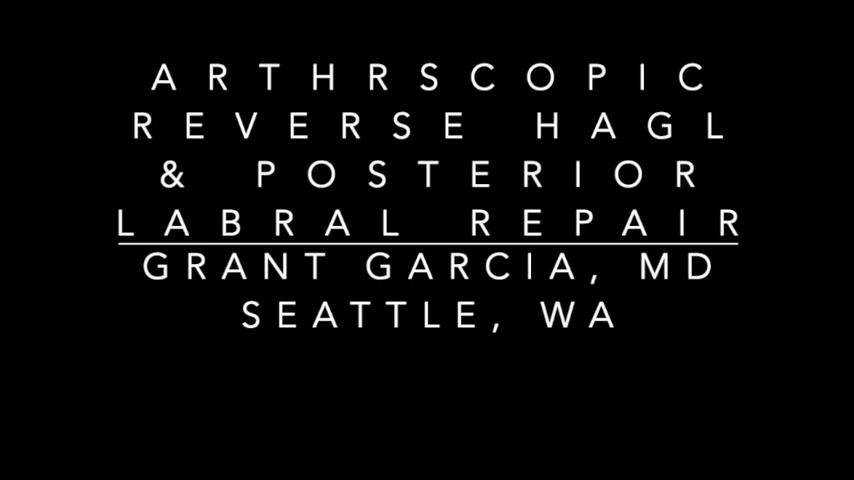 ARTHRSCOPIC
REVERSE HAGL
& POSTERIOR
LABRAL REPAIR
GRANT GARCIA, MD
SEATTLE, WA